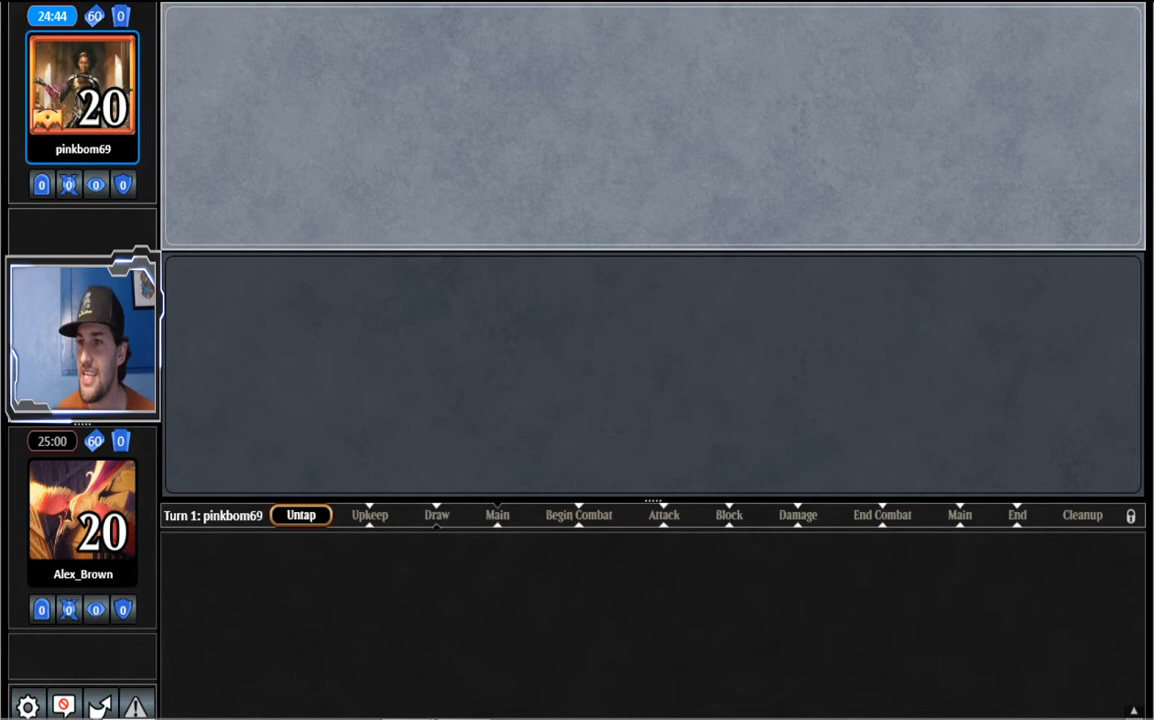 24:44 60 0
20
pinkbom69
0 0 0 0
25:00 60 0
20
Alex_Brown
0 0 0 0
Turn 1: pinkbom69 Untap Upkeep Draw Main Begin Combat Attack Block Damage End Combat Main End Cleanup